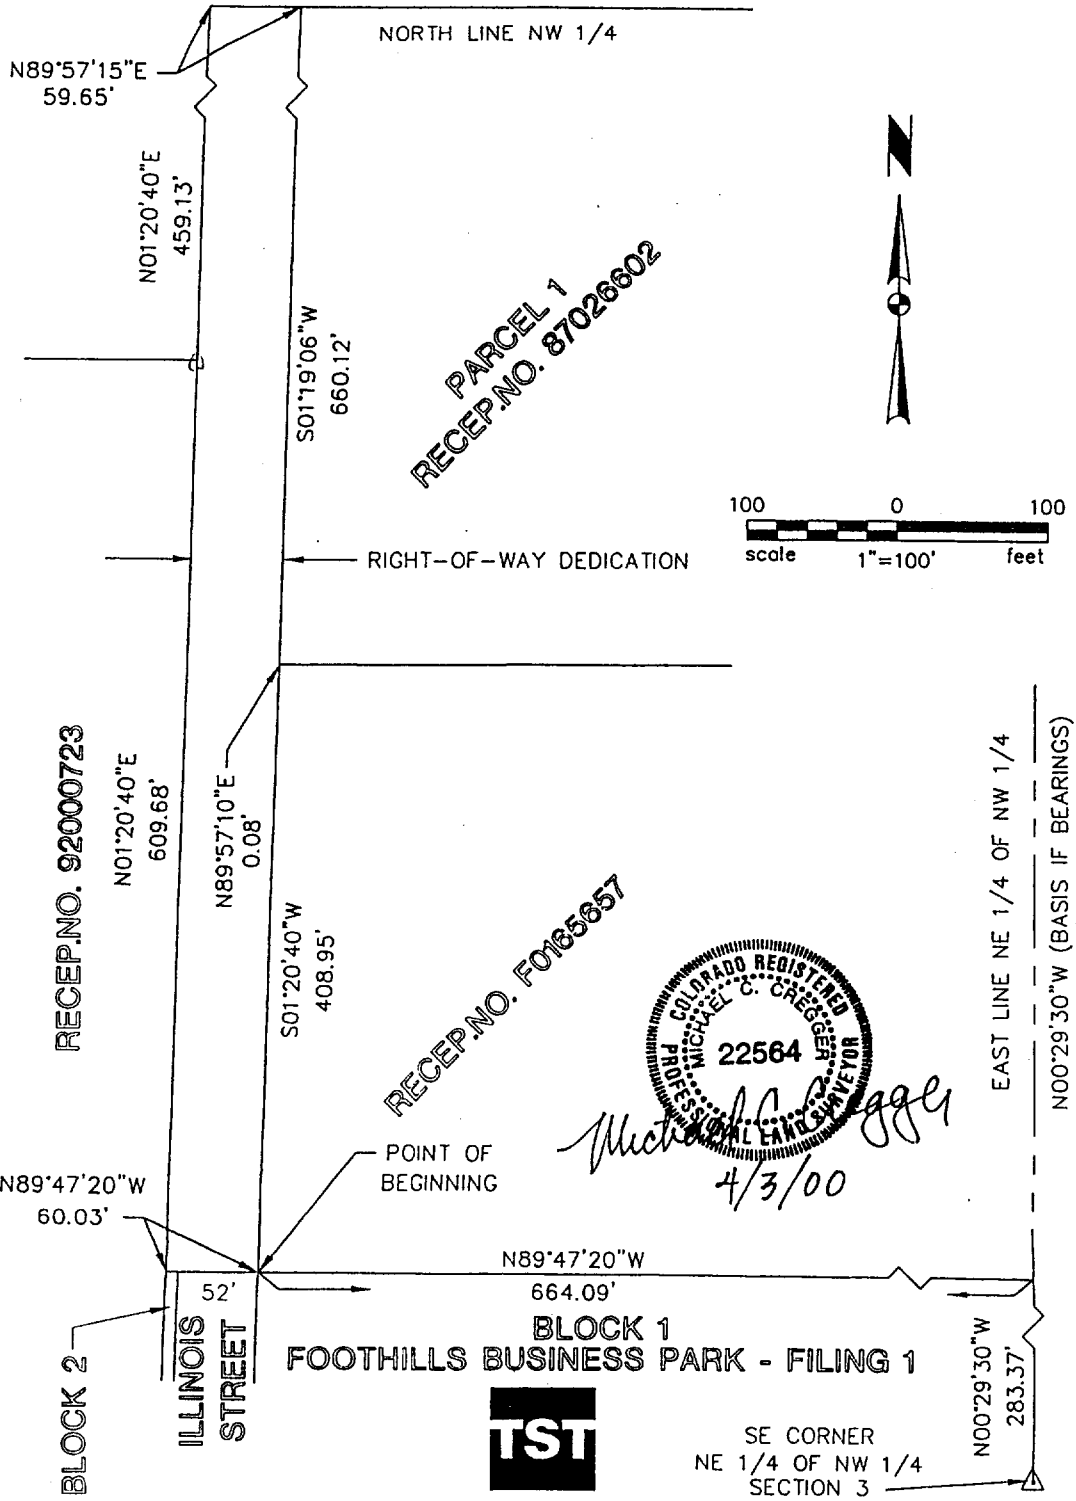 NORTH LINE NW 1/4
N89°57'15"E
59.65'
N
N01°20'40"E
459.13'
S01°19'06"W
660.12'
PARCEL 1
RECEP.NO. 87026602
100 0 100
scale 1"=100' feet
RIGHT-OF-WAY DEDICATION
RECEP.NO. 92000723
N01°20'40"E
609.68'
N89°57'10"E
0.08'
S01°20'40"W
408.95'
RECEP.NO. F0165657
EAST LINE NE 1/4 OF NW 1/4
N00°29'30"W (BASIS IF BEARINGS)
COLORADO REGISTERED
MICHAEL C. CREGGER
22564
PROFESSIONAL LAND SURVEYOR
Michael C. Cregger
4/3/00
POINT OF
BEGINNING
N89°47'20"W
60.03'
N89°47'20"W
664.09'
52'
BLOCK 2
ILLINOIS
STREET
BLOCK 1
FOOTHILLS BUSINESS PARK - FILING 1
TST
N00°29'30"W
283.37'
SE CORNER
NE 1/4 OF NW 1/4
SECTION 3